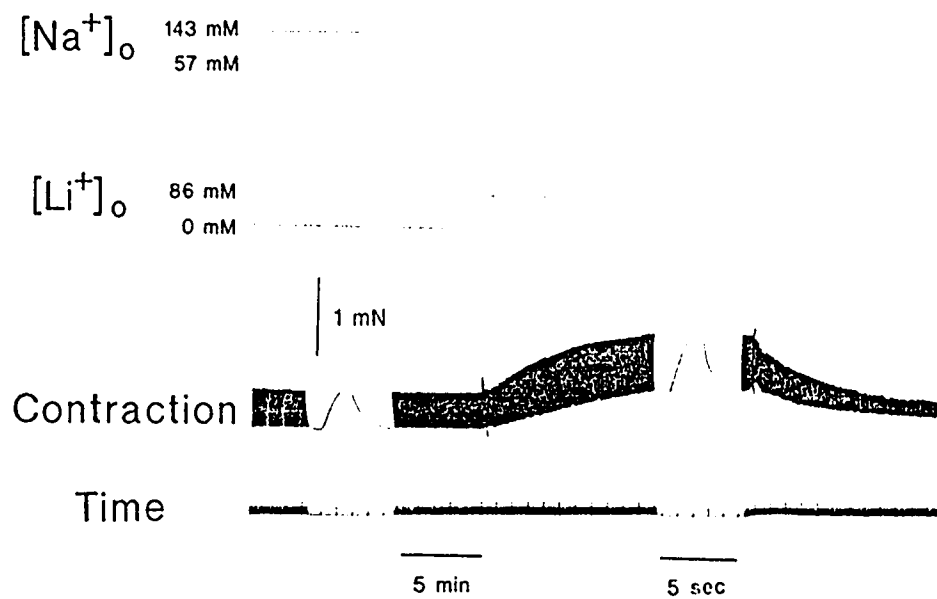 [Na+]o 143 mM
57 mM
[Li+]o 86 mM
0 mM
1 mN
Contraction
Time
5 min
5 sec